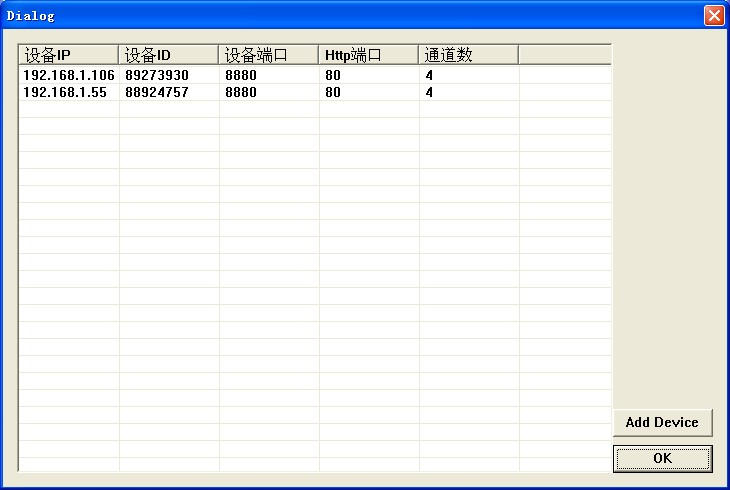 Dialog
设备IP 设备ID 设备端口 Http端口 通道数
192.168.1.106 89273930 8880 80 4
192.168.1.55 88924757 8880 80 4
Add Device
OK